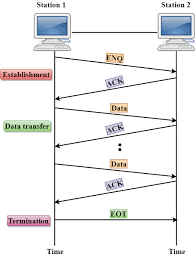 Station 1
Station 2
ENQ
Establishment
ACK
Data
Data transfer
ACK
Data
ACK
Termination
EOT
Time
Time